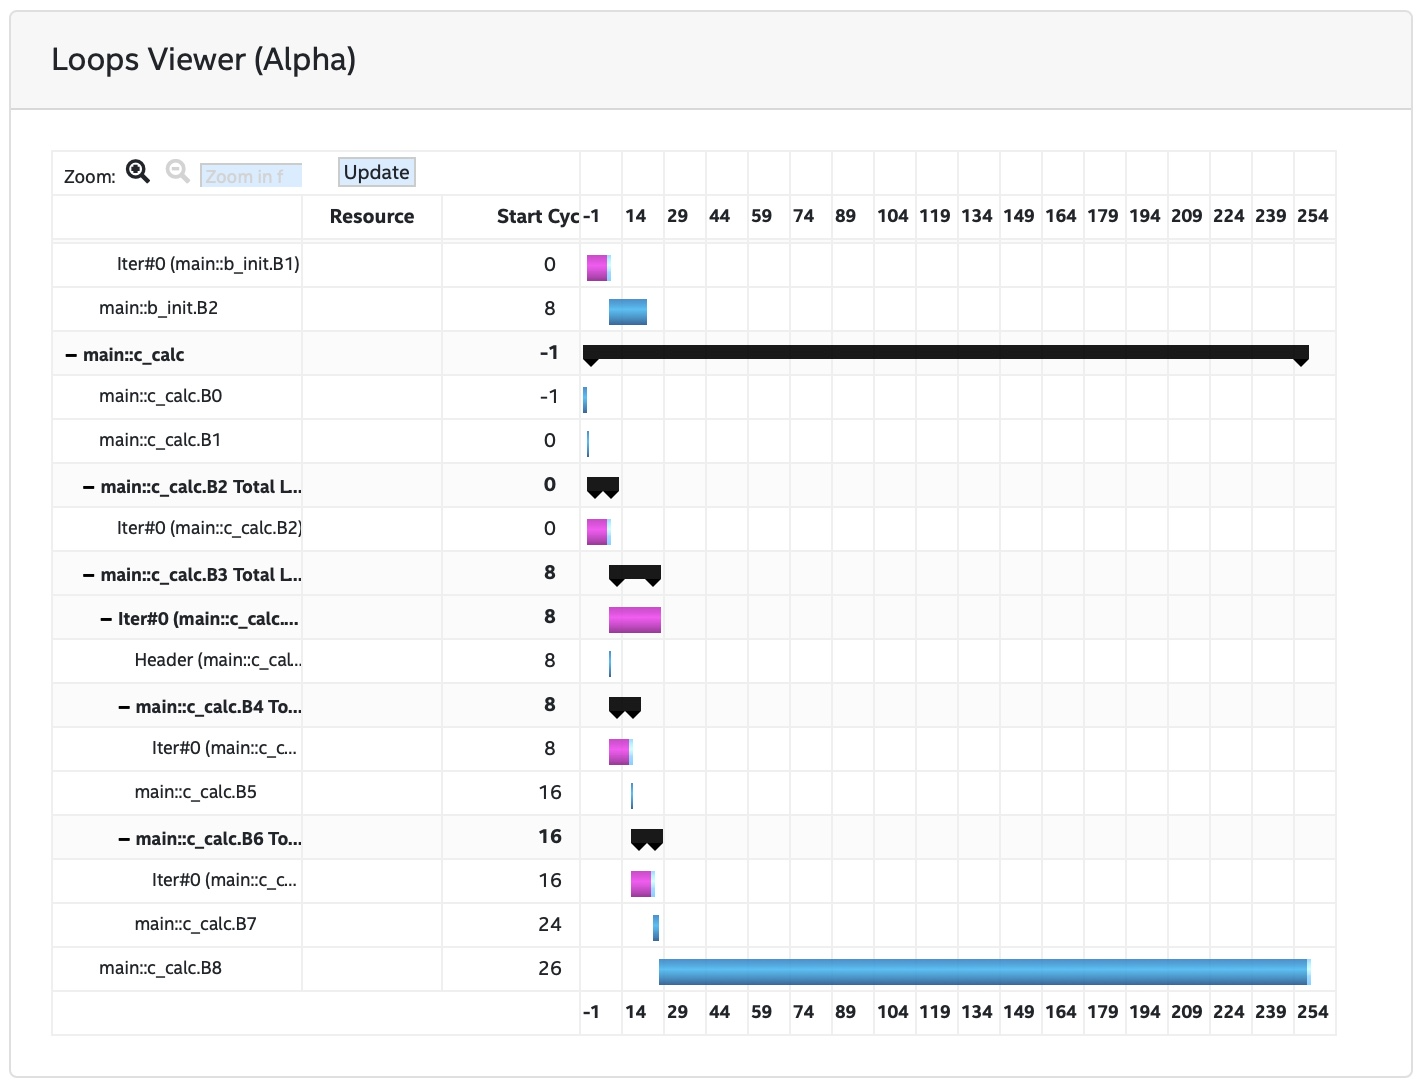 Loops Viewer (Alpha)
Zoom: Zoom in f Update
Resource Start Cyc -1 14 29 44 59 74 89 104 119 134 149 164 179 194 209 224 239 254
Iter#0 (main::b_init.B1) 0
main::b_init.B2 8
− main::c_calc -1
main::c_calc.B0 -1
main::c_calc.B1 0
− main::c_calc.B2 Total L... 0
Iter#0 (main::c_calc.B2) 0
− main::c_calc.B3 Total L... 8
− Iter#0 (main::c_calc.... 8
Header (main::c_cal... 8
− main::c_calc.B4 To... 8
Iter#0 (main::c_c... 8
main::c_calc.B5 16
− main::c_calc.B6 To... 16
Iter#0 (main::c_c... 16
main::c_calc.B7 24
main::c_calc.B8 26
-1 14 29 44 59 74 89 104 119 134 149 164 179 194 209 224 239 254